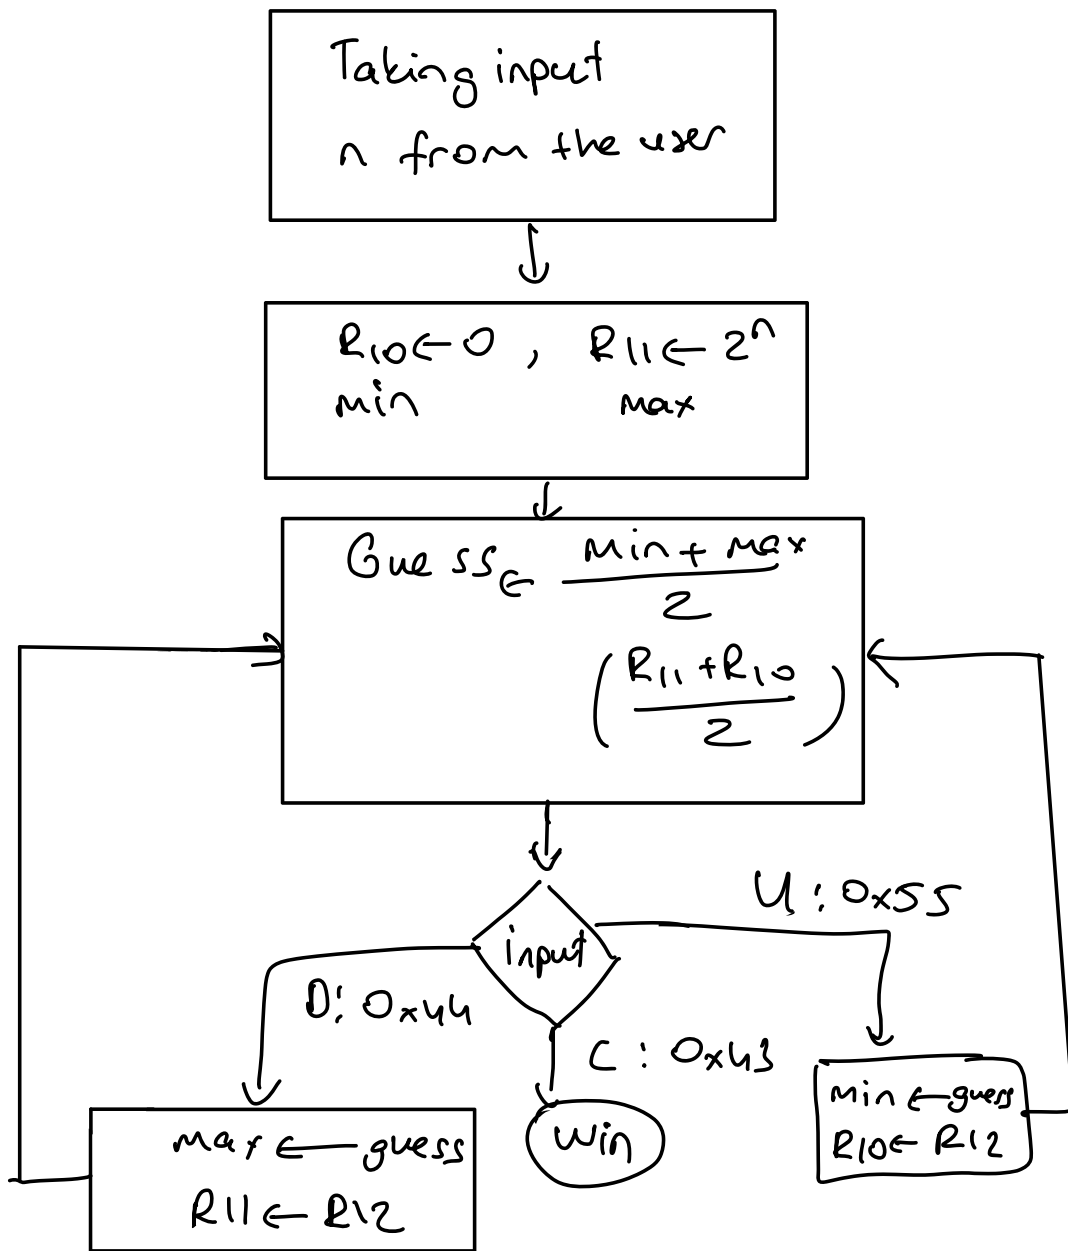 Taking input
n from the user
R10 ← 0 , R11 ← 2ⁿ
min max
Guess ← (min + max) / 2
(R11 + R10 / 2)
input
U : 0x55
D : 0x44
C : 0x43
max ← guess
R11 ← R12
win
min ← guess
R10 ← R12